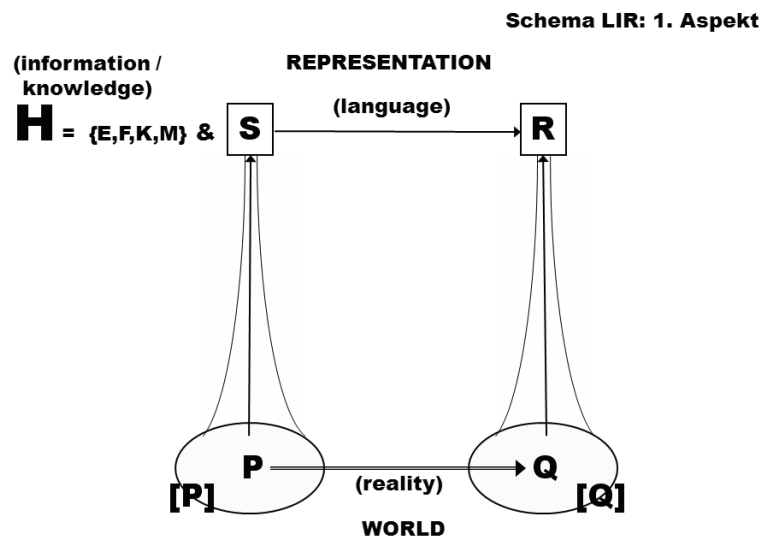 Schema LIR: 1. Aspekt
(information /
knowledge)
REPRESENTATION
(language)
H = {E,F,K,M} & S
R
P
Q
[P]
(reality)
[Q]
WORLD